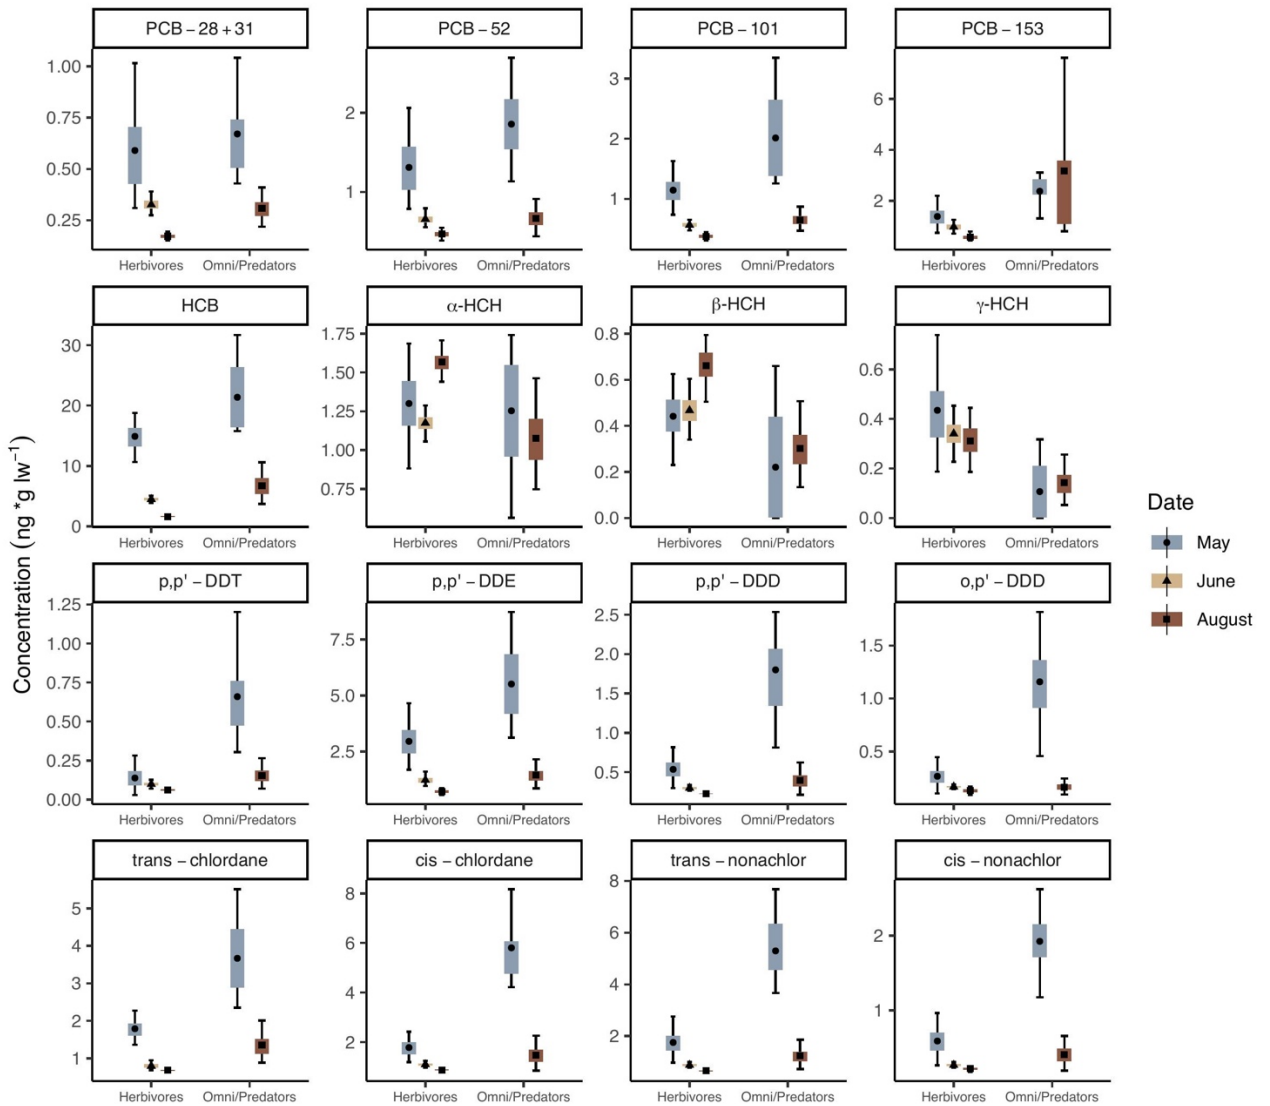 PCB – 28 + 31
PCB – 52
PCB – 101
PCB – 153
1.00
0.75
0.50
0.25
2
1
3
2
1
6
4
2
Herbivores Omni/Predators
Herbivores Omni/Predators
Herbivores Omni/Predators
Herbivores Omni/Predators
HCB
α-HCH
β-HCH
γ-HCH
30
20
10
0
1.75
1.50
1.25
1.00
0.75
0.8
0.6
0.4
0.2
0.0
0.6
0.4
0.2
0.0
Herbivores Omni/Predators
Herbivores Omni/Predators
Herbivores Omni/Predators
Herbivores Omni/Predators
p,p' – DDT
p,p' – DDE
p,p' – DDD
o,p' – DDD
1.25
1.00
0.75
0.50
0.25
0.00
7.5
5.0
2.5
2.5
2.0
1.5
1.0
0.5
1.5
1.0
0.5
Herbivores Omni/Predators
Herbivores Omni/Predators
Herbivores Omni/Predators
Herbivores Omni/Predators
trans – chlordane
cis – chlordane
trans – nonachlor
cis – nonachlor
5
4
3
2
1
8
6
4
2
8
6
4
2
2
1
Herbivores Omni/Predators
Herbivores Omni/Predators
Herbivores Omni/Predators
Herbivores Omni/Predators
Concentration (ng *g lw⁻¹)
Date
May
June
August